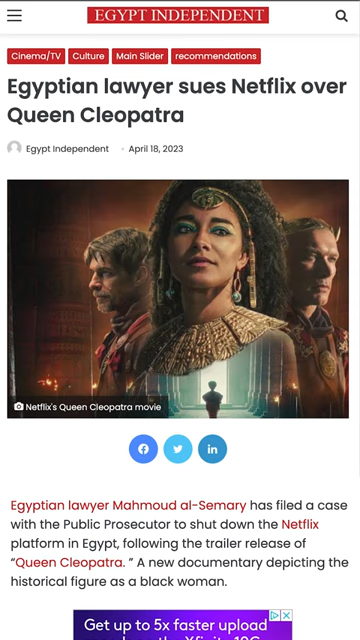 EGYPT INDEPENDENT
Cinema/TV Culture Main Slider recommendations
Egyptian lawyer sues Netflix over
Queen Cleopatra
Egypt Independent • April 18, 2023
Netflix's Queen Cleopatra movie
Egyptian lawyer Mahmoud al-Semary has filed a case
with the Public Prosecutor to shut down the Netflix
platform in Egypt, following the trailer release of
“Queen Cleopatra. ” A new documentary depicting the
historical figure as a black woman.
Get up to 5x faster upload